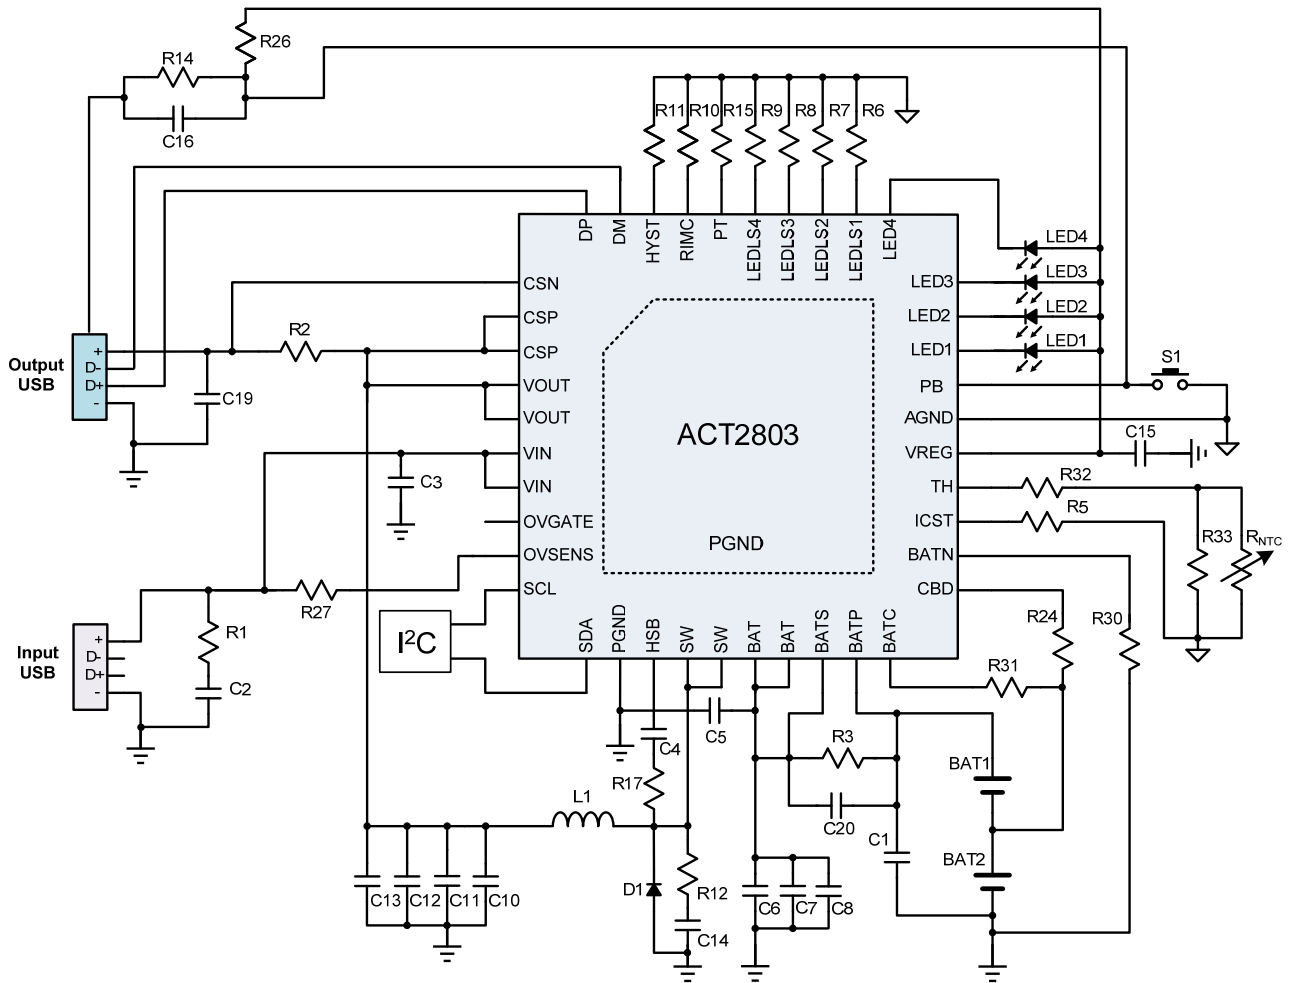 R26
R14
C16
R11 R10 R15 R9 R8 R7 R6
DP DM HYST RIMC PT LEDLS4 LEDLS3 LEDLS2 LEDLS1 LED4
LED4
LED3
LED2
LED1
CSN
CSP
CSP
VOUT
VOUT
VIN
VIN
OVGATE
OVSENS
SCL
LED3
LED2
LED1
PB
AGND
VREG
TH
ICST
BATN
CBD
ACT2803
PGND
SDA PGND HSB SW SW BAT BAT BATS BATP BATC
S1
C15
R32
R5
R33 RNTC
R24 R30
R31
R2
Output
USB
+
D-
D+
-
C19
C3
R27
R1
C2
Input
USB
+
D-
D+
-
I²C
C5
C4
R17
L1
R3
C20
C1
BAT1
BAT2
C13 C12 C11 C10
D1
R12
C14
C6 C7 C8